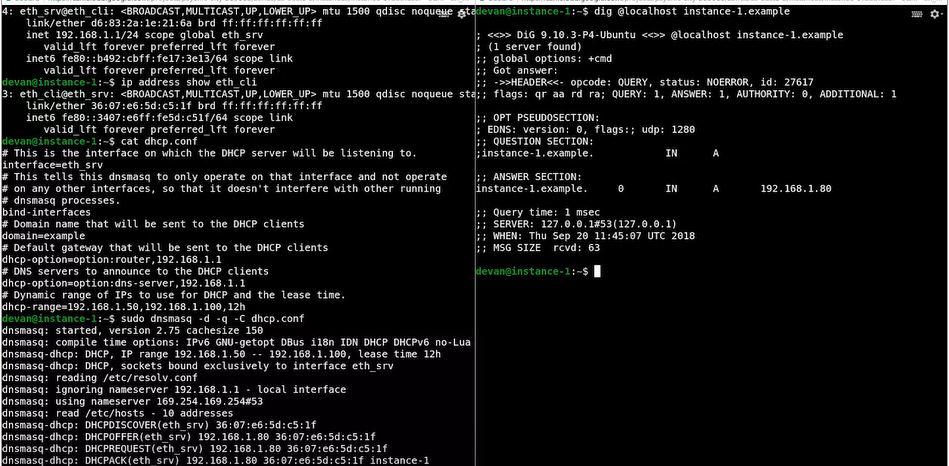 4: eth_srv@eth_cli: <BROADCAST,MULTICAST,UP,LOWER_UP> mtu 1500 qdisc noqueue sta
link/ether d6:83:2a:1e:21:6a brd ff:ff:ff:ff:ff:ff
inet 192.168.1.1/24 scope global eth_srv
valid_lft forever preferred_lft forever
inet6 fe80::b492:cbff:fe17:3e13/64 scope link
valid_lft forever preferred_lft forever
devan@instance-1:~$ ip address show eth_cli
3: eth_cli@eth_srv: <BROADCAST,MULTICAST,UP,LOWER_UP> mtu 1500 qdisc noqueue sta
link/ether 36:07:e6:5d:c5:1f brd ff:ff:ff:ff:ff:ff
inet6 fe80::3407:e6ff:fe5d:c51f/64 scope link
valid_lft forever preferred_lft forever
devan@instance-1:~$ cat dhcp.conf
# This is the interface on which the DHCP server will be listening to.
interface=eth_srv
# This tells this dnsmasq to only operate on that interface and not operate
# on any other interfaces, so that it doesn't interfere with other running
# dnsmasq processes.
bind-interfaces
# Domain name that will be sent to the DHCP clients
domain=example
# Default gateway that will be sent to the DHCP clients
dhcp-option=option:router,192.168.1.1
# DNS servers to announce to the DHCP clients
dhcp-option=option:dns-server,192.168.1.1
# Dynamic range of IPs to use for DHCP and the lease time.
dhcp-range=192.168.1.50,192.168.1.100,12h
devan@instance-1:~$ sudo dnsmasq -d -q -C dhcp.conf
dnsmasq: started, version 2.75 cachesize 150
dnsmasq: compile time options: IPv6 GNU-getopt DBus i18n IDN DHCP DHCPv6 no-Lua
dnsmasq-dhcp: DHCP, IP range 192.168.1.50 -- 192.168.1.100, lease time 12h
dnsmasq-dhcp: DHCP, sockets bound exclusively to interface eth_srv
dnsmasq: reading /etc/resolv.conf
dnsmasq: ignoring nameserver 192.168.1.1 - local interface
dnsmasq: using nameserver 169.254.169.254#53
dnsmasq: read /etc/hosts - 10 addresses
dnsmasq-dhcp: DHCPDISCOVER(eth_srv) 36:07:e6:5d:c5:1f
dnsmasq-dhcp: DHCPOFFER(eth_srv) 192.168.1.80 36:07:e6:5d:c5:1f
dnsmasq-dhcp: DHCPREQUEST(eth_srv) 192.168.1.80 36:07:e6:5d:c5:1f
dnsmasq-dhcp: DHCPACK(eth_srv) 192.168.1.80 36:07:e6:5d:c5:1f instance-1
devan@instance-1:~$ dig @localhost instance-1.example
; <<>> DiG 9.10.3-P4-Ubuntu <<>> @localhost instance-1.example
; (1 server found)
;; global options: +cmd
;; Got answer:
;; ->>HEADER<<- opcode: QUERY, status: NOERROR, id: 27617
;; flags: qr aa rd ra; QUERY: 1, ANSWER: 1, AUTHORITY: 0, ADDITIONAL: 1
;; OPT PSEUDOSECTION:
; EDNS: version: 0, flags:; udp: 1280
;; QUESTION SECTION:
;instance-1.example. IN A
;; ANSWER SECTION:
instance-1.example. 0 IN A 192.168.1.80
;; Query time: 1 msec
;; SERVER: 127.0.0.1#53(127.0.0.1)
;; WHEN: Thu Sep 20 11:45:07 UTC 2018
;; MSG SIZE rcvd: 63
devan@instance-1:~$